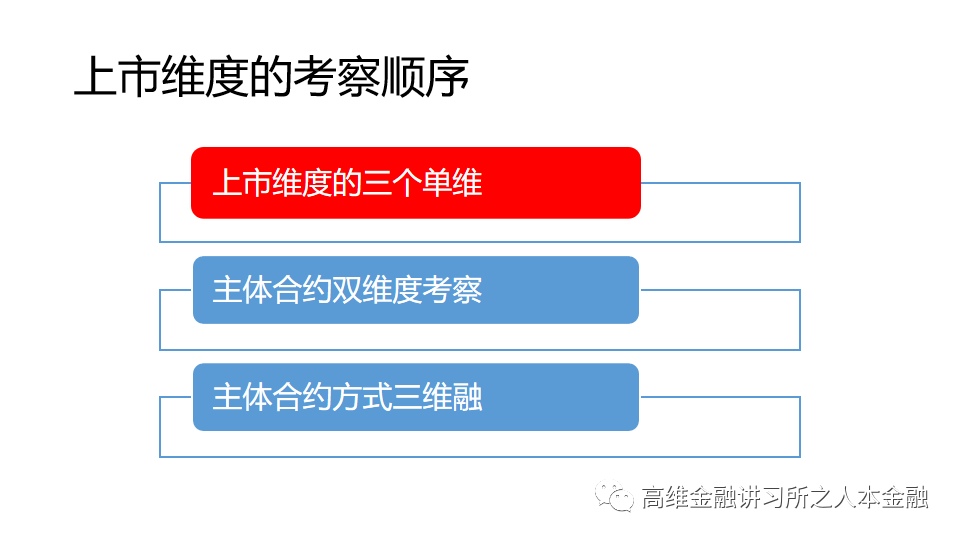 上市维度的考察顺序
上市维度的三个单维
主体合约双维度考察
主体合约方式三维融
高维金融讲习所之人本金融